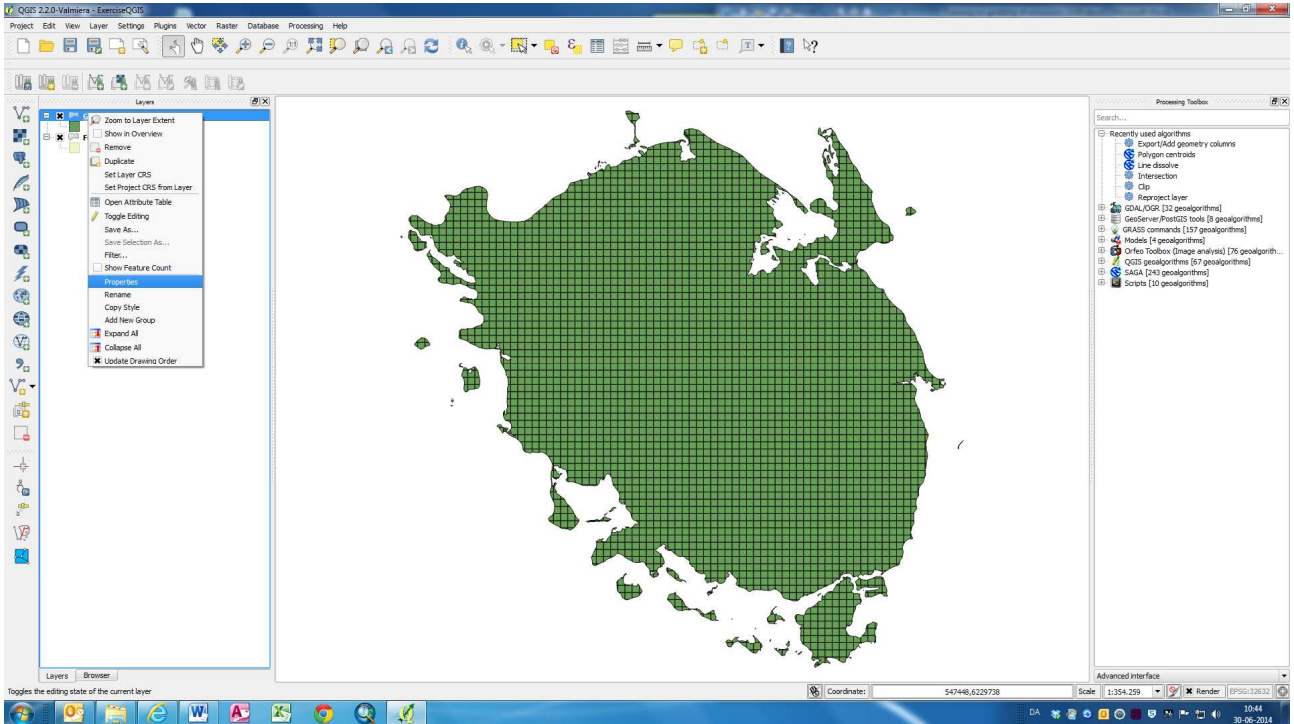 QGIS 2.2.0-Valmiera - ExerciseQGIS
Project Edit View Layer Settings Plugins Vector Raster Database Processing Help
Layers
Zoom to Layer Extent
Show in Overview
Remove
Duplicate
Set Layer CRS
Set Project CRS from Layer
Open Attribute Table
Toggle Editing
Save As...
Save Selection As...
Filter...
Show Feature Count
Properties
Rename
Copy Style
Add New Group
Expand All
Collapse All
Update Drawing Order
Layers Browser
Processing Toolbox
Search...
Recently used algorithms
Export/Add geometry columns
Polygon centroids
Line dissolve
Intersection
Clip
Reproject layer
GDAL/OGR [32 geoalgorithms]
GeoServer/PostGIS tools [8 geoalgorithms]
GRASS commands [157 geoalgorithms]
Models [4 geoalgorithms]
Orfeo Toolbox (Image analysis) [76 geoalgorith...
QGIS geoalgorithms [67 geoalgorithms]
SAGA [243 geoalgorithms]
Scripts [10 geoalgorithms]
Advanced interface
Toggles the editing state of the current layer
Coordinate: 547448,6229738 Scale 1:354.259 Render EPSG:32632
DA 10:44
30-06-2014